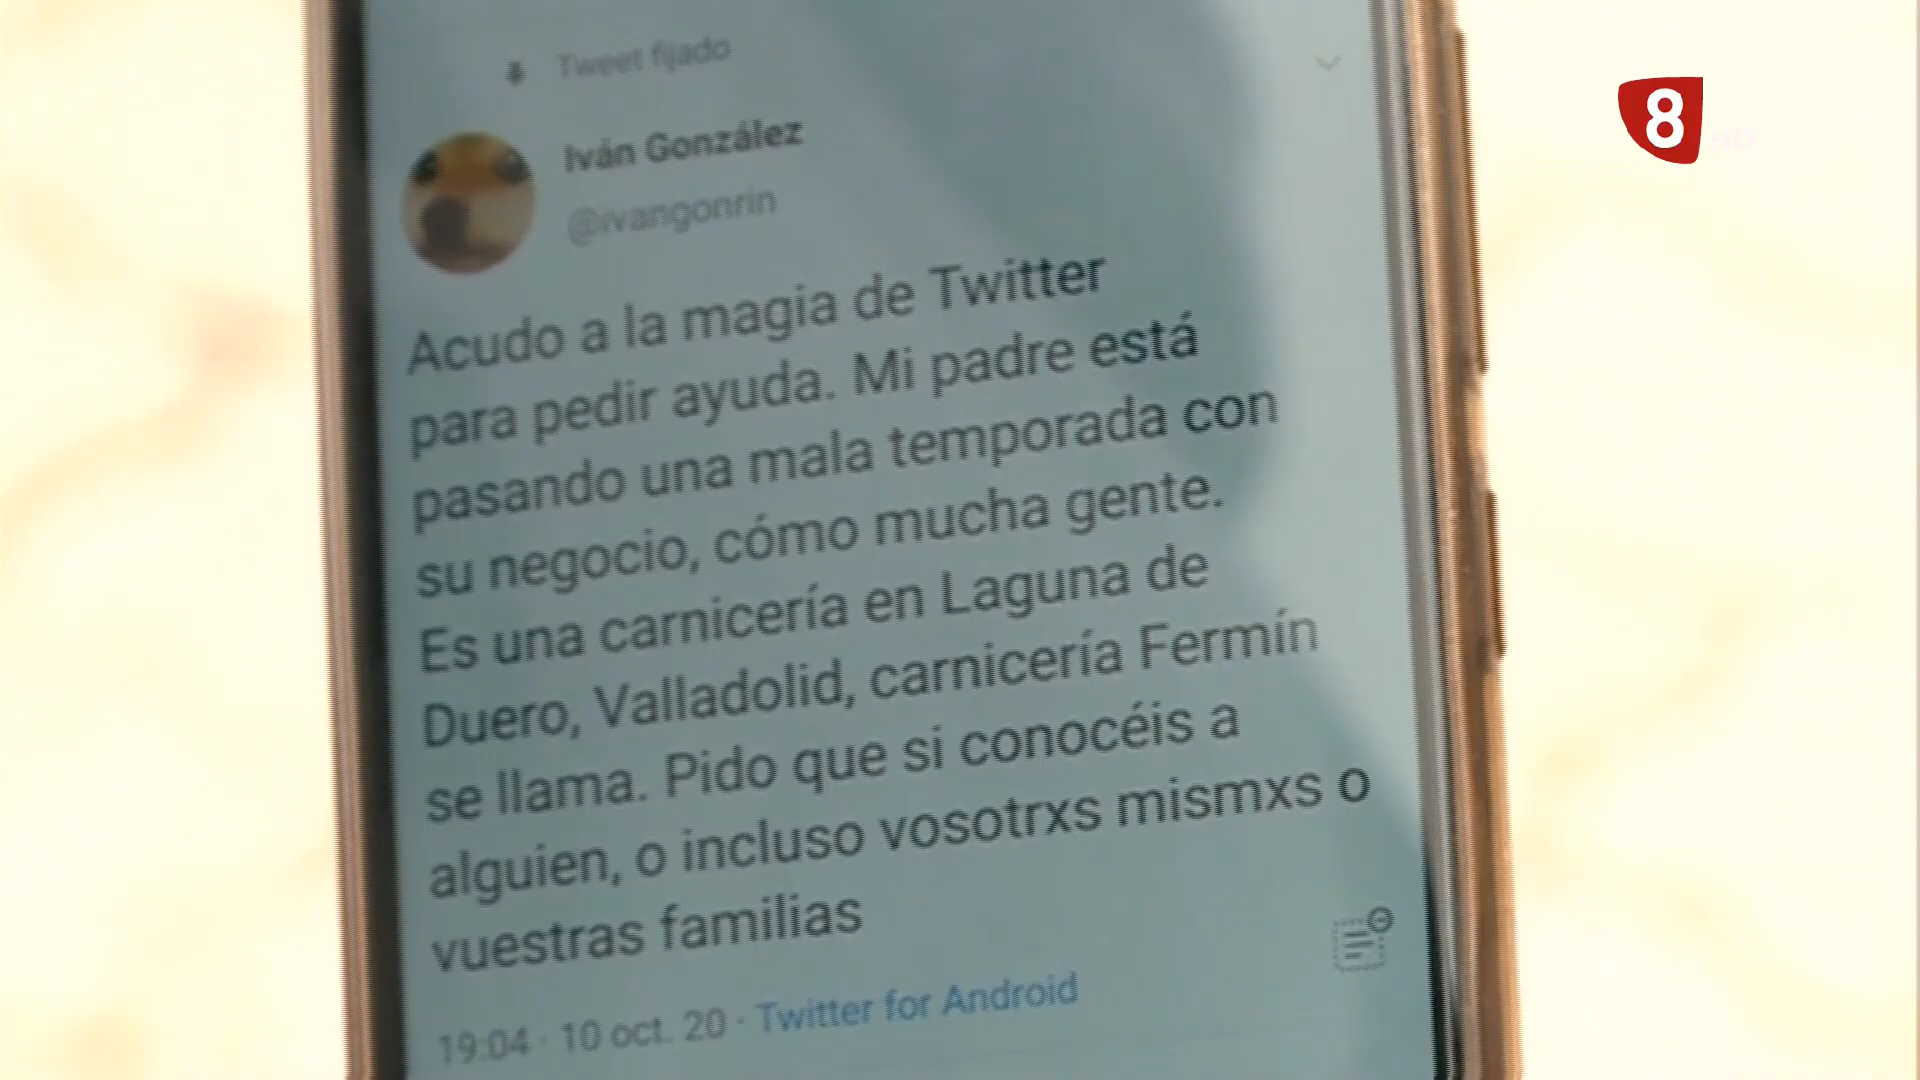 Tweet fijado
Iván González
@ivangonrin
Acudo a la magia de Twitter
para pedir ayuda. Mi padre está
pasando una mala temporada con
su negocio, cómo mucha gente.
Es una carnicería en Laguna de
Duero, Valladolid, carnicería Fermín
se llama. Pido que si conocéis a
alguien, o incluso vosotrxs mismxs o
vuestras familias
19:04 · 10 oct. 20 · Twitter for Android
8
HD